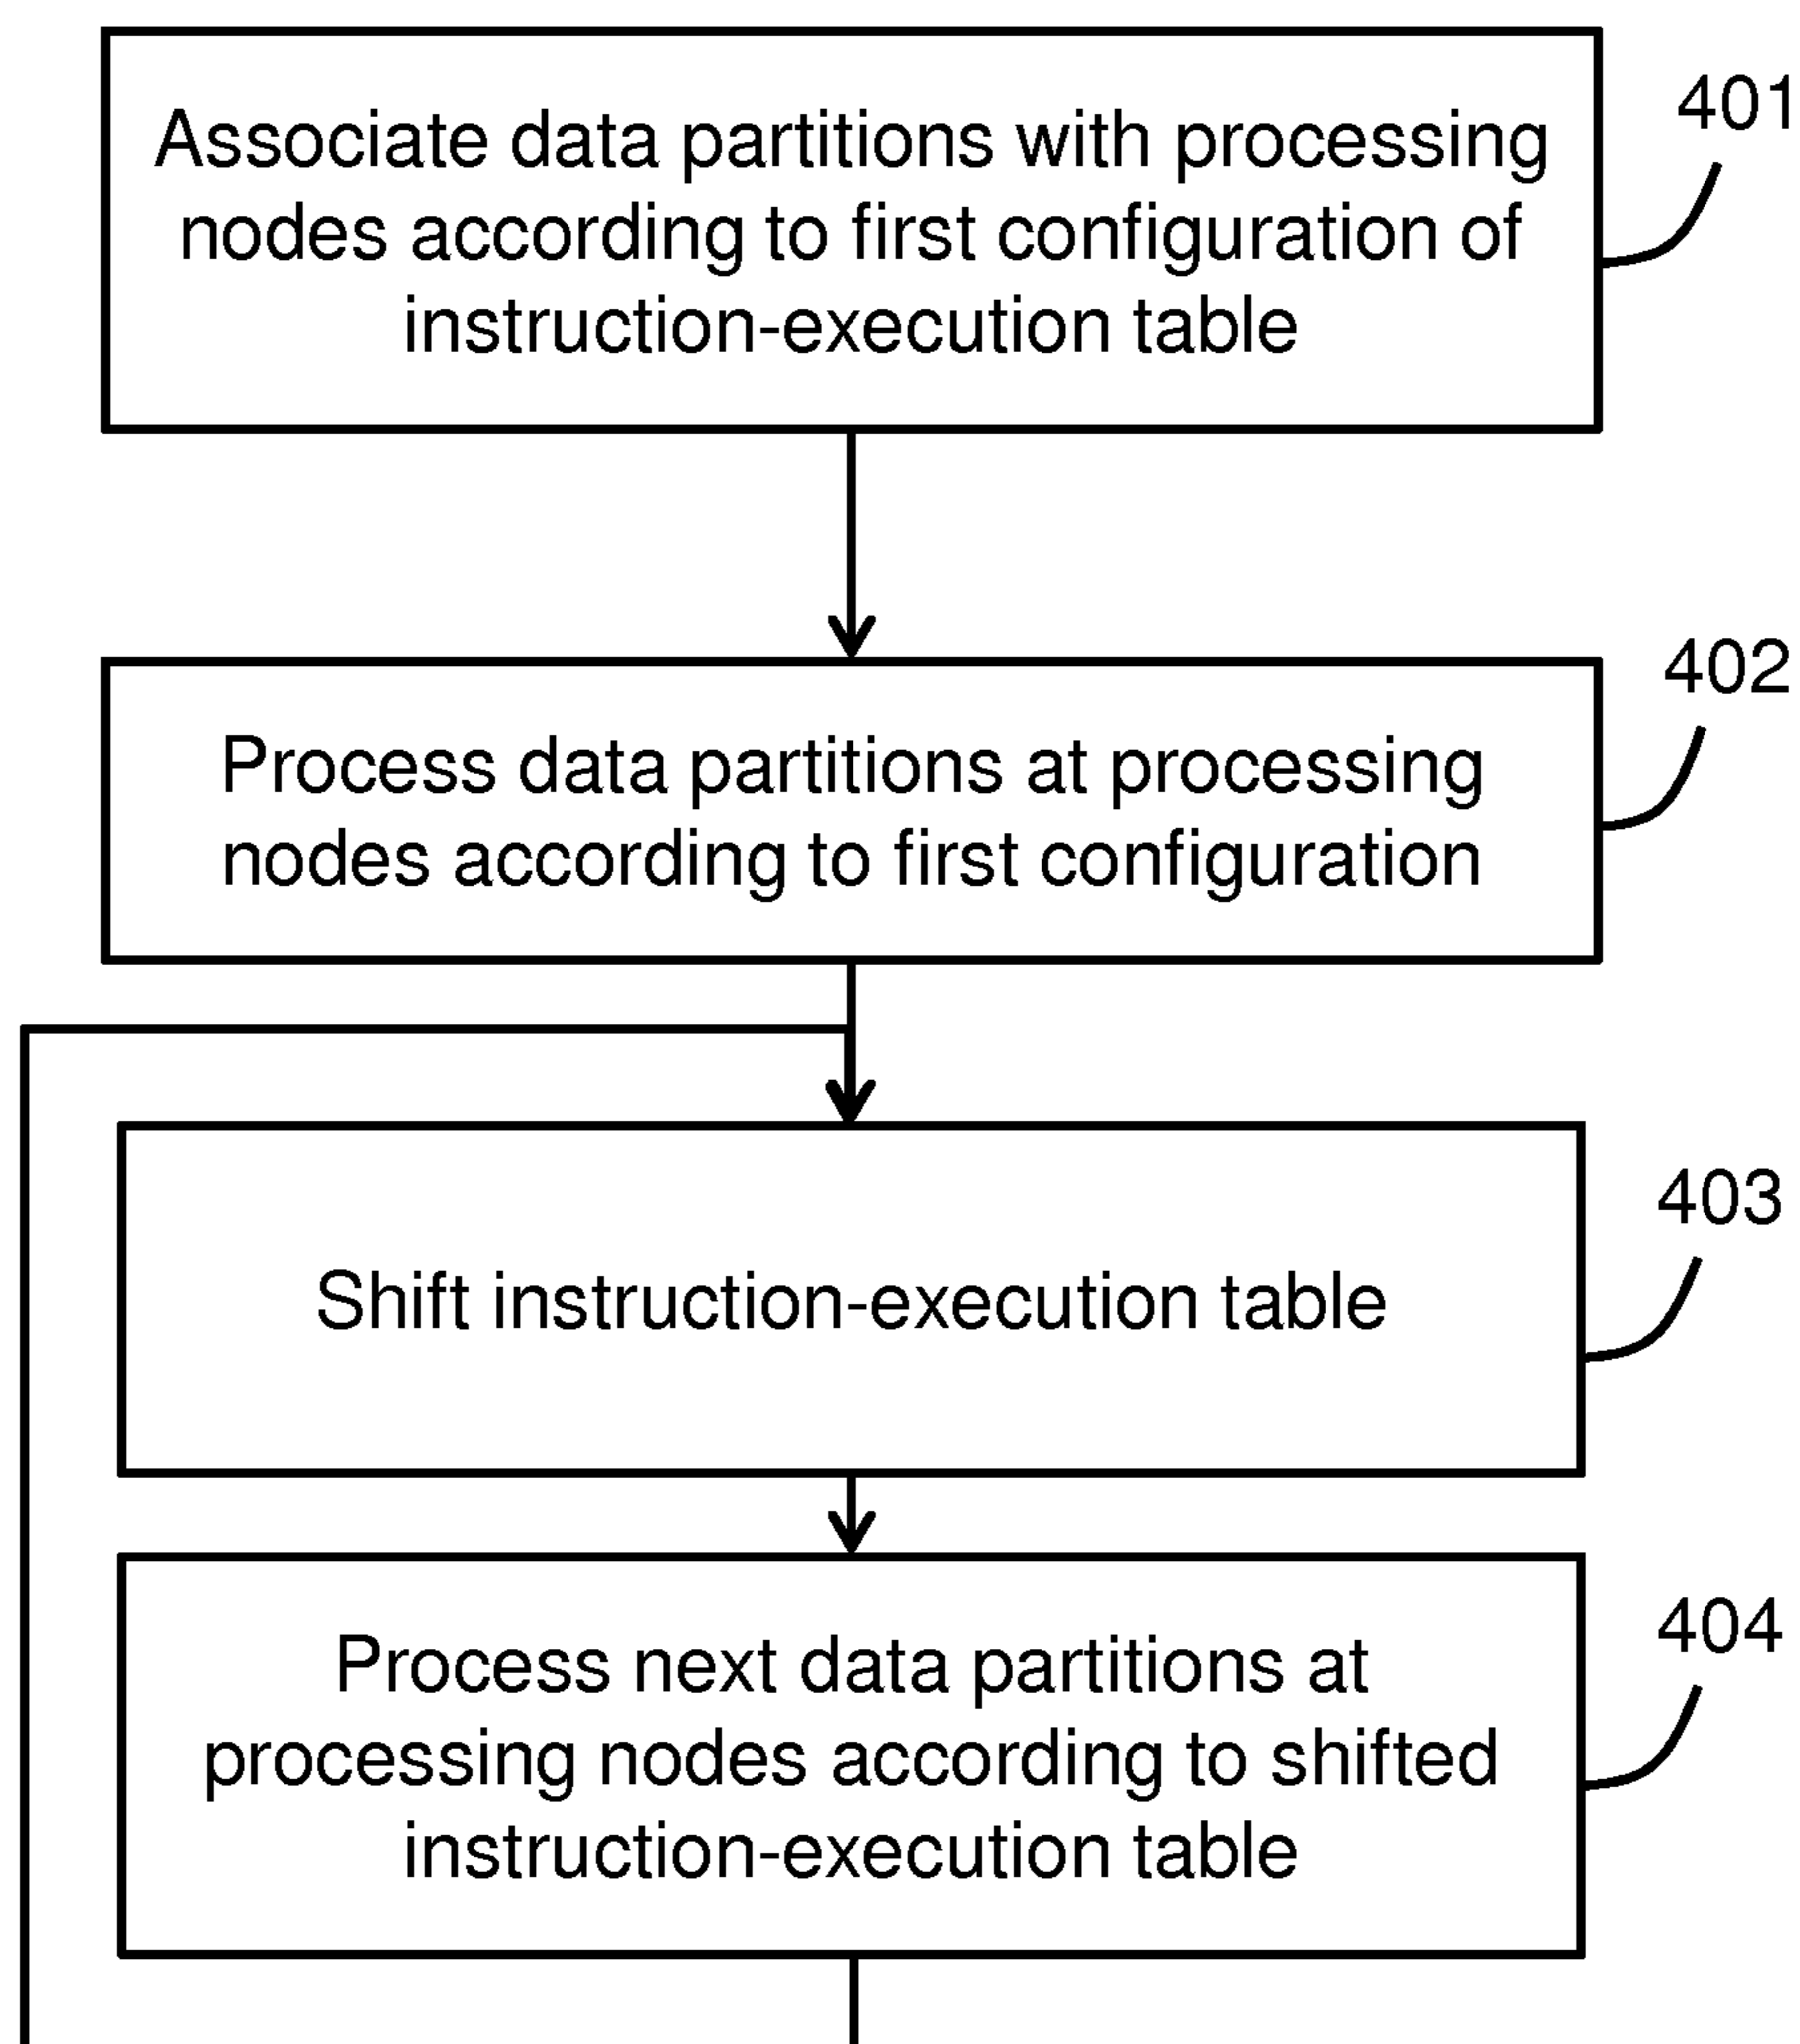 Associate data partitions with processing
nodes according to first configuration of
instruction-execution table
401
Process data partitions at processing
nodes according to first configuration
402
Shift instruction-execution table
403
Process next data partitions at
processing nodes according to shifted
instruction-execution table
404